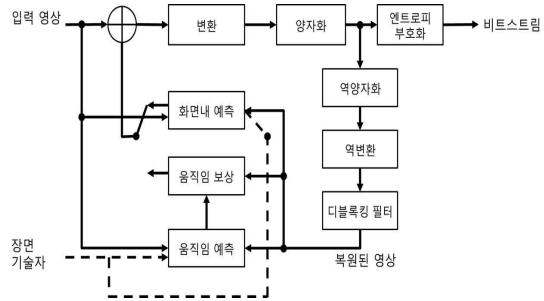 입력 영상
변환
양자화
엔트로피
부호화
비트스트림
역양자화
화면내 예측
역변환
움직임 보상
디블록킹 필터
장면
기술자
움직임 예측
복원된 영상